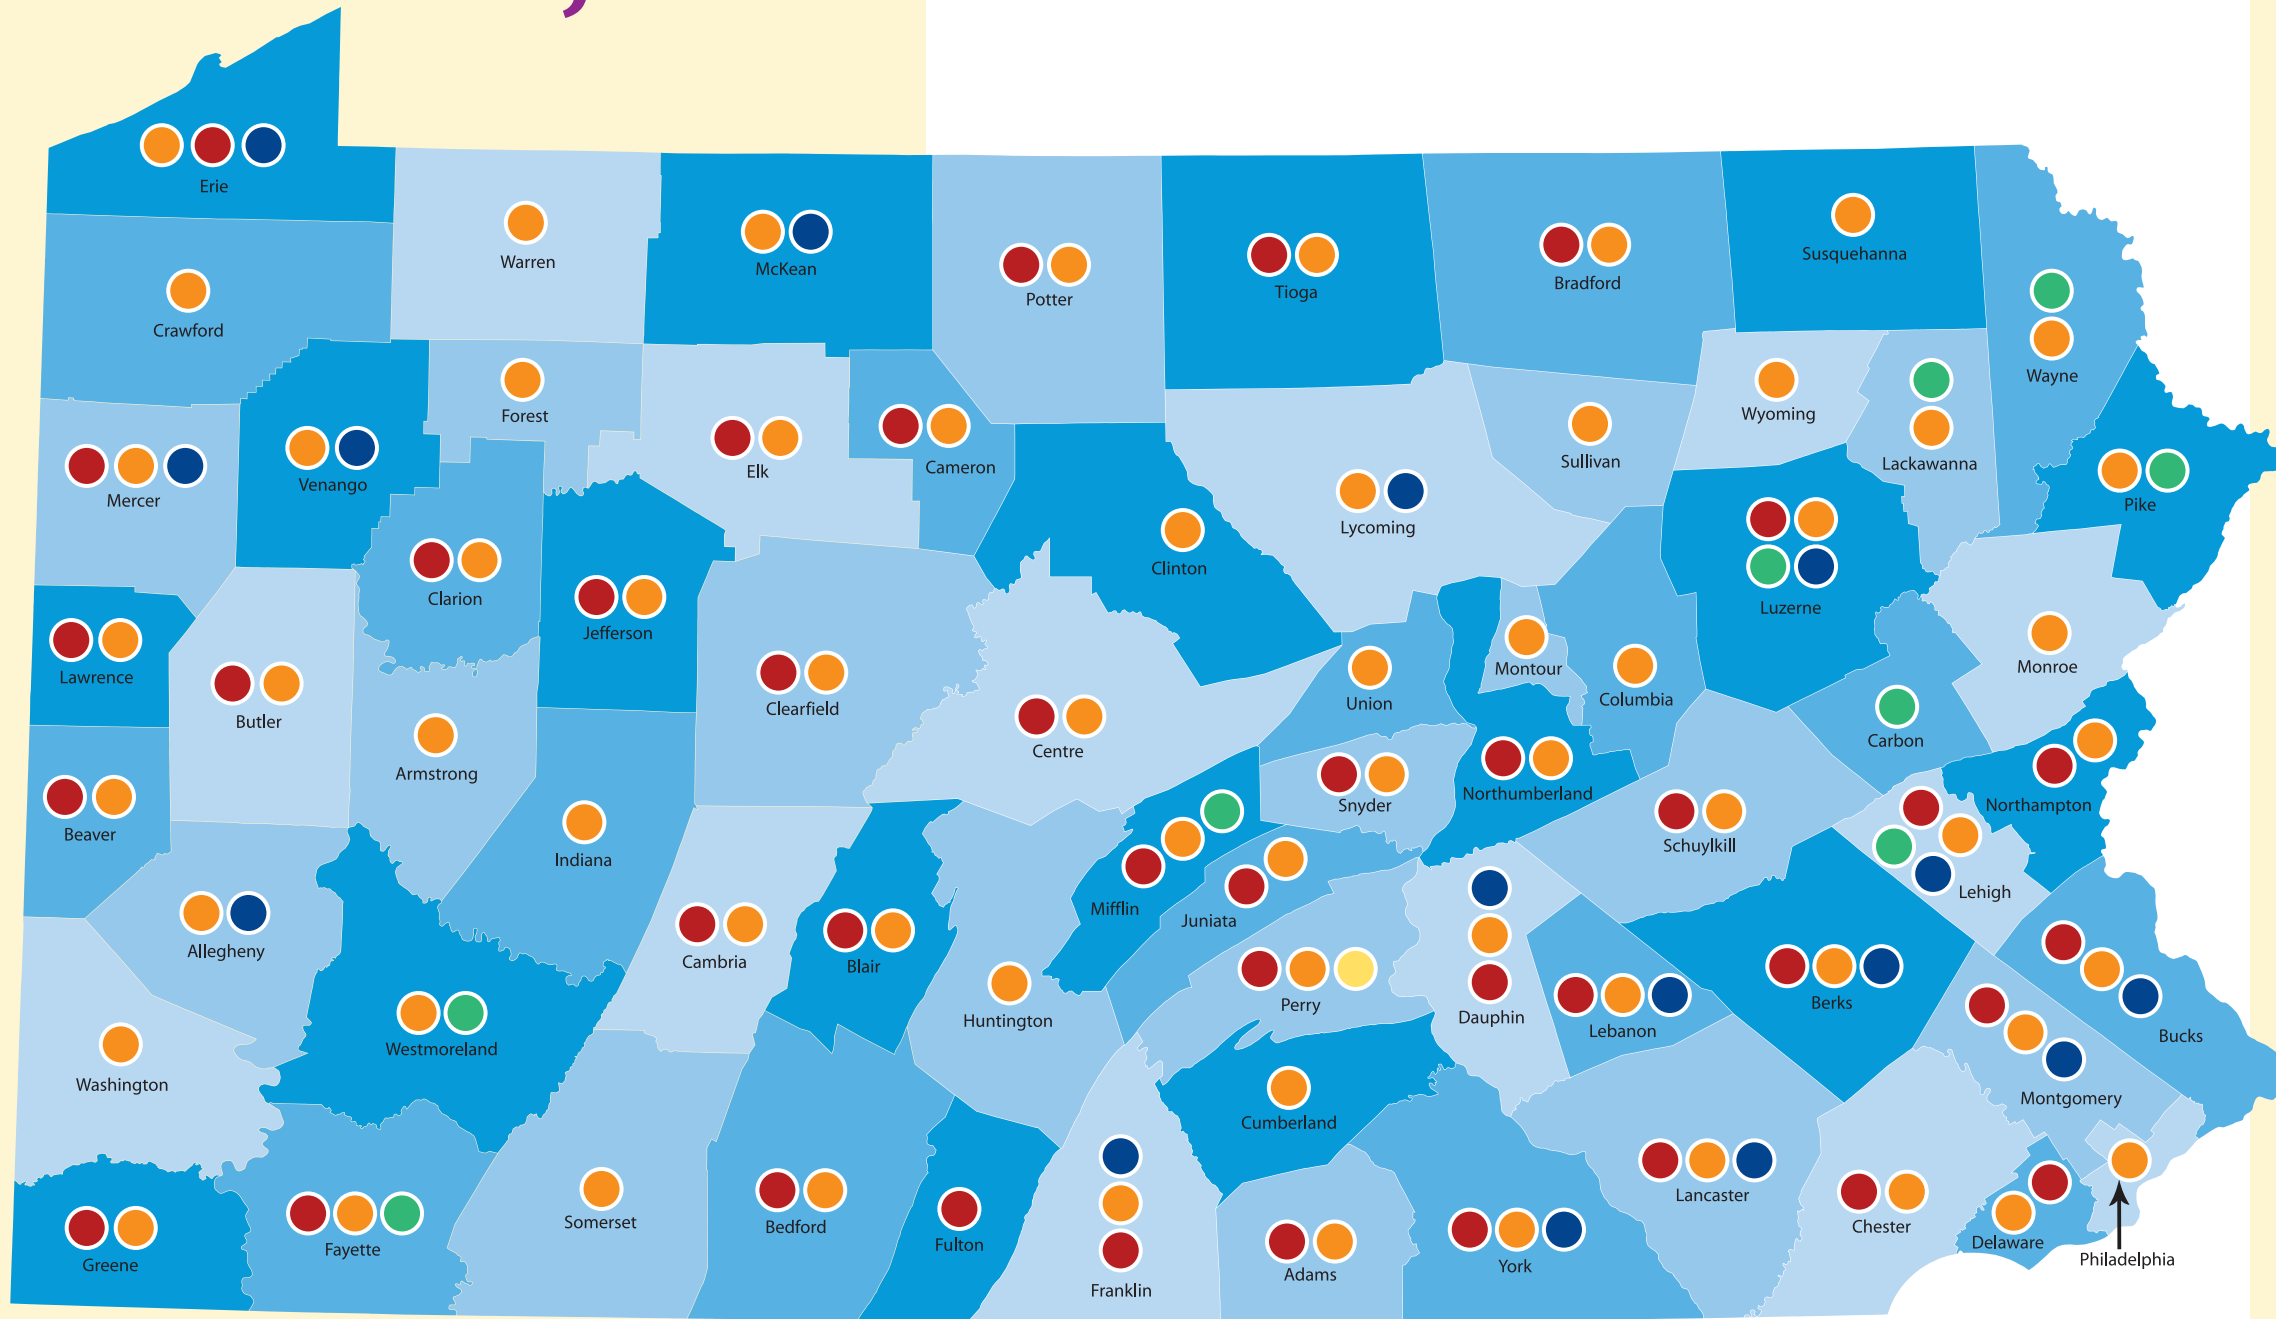 Erie
Warren
McKean
Potter
Tioga
Bradford
Susquehanna
Wayne
Crawford
Forest
Elk
Cameron
Sullivan
Wyoming
Lackawanna
Pike
Mercer
Venango
Clarion
Jefferson
Clinton
Lycoming
Luzerne
Monroe
Lawrence
Butler
Armstrong
Clearfield
Centre
Union
Montour
Columbia
Carbon
Beaver
Indiana
Snyder
Northumberland
Schuylkill
Northampton
Allegheny
Westmoreland
Cambria
Blair
Huntington
Mifflin
Juniata
Perry
Dauphin
Lebanon
Berks
Lehigh
Bucks
Washington
Cumberland
Montgomery
Greene
Fayette
Somerset
Bedford
Fulton
Franklin
Adams
York
Lancaster
Chester
Delaware
Philadelphia